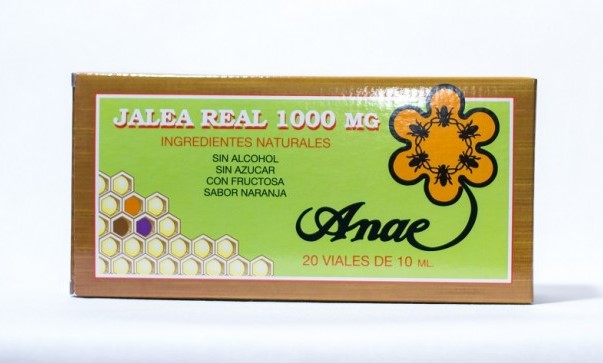 JALEA REAL 1000 MG
INGREDIENTES NATURALES
SIN ALCOHOL
SIN AZUCAR
CON FRUCTOSA
SABOR NARANJA
Anae
20 VIALES DE 10 ML.